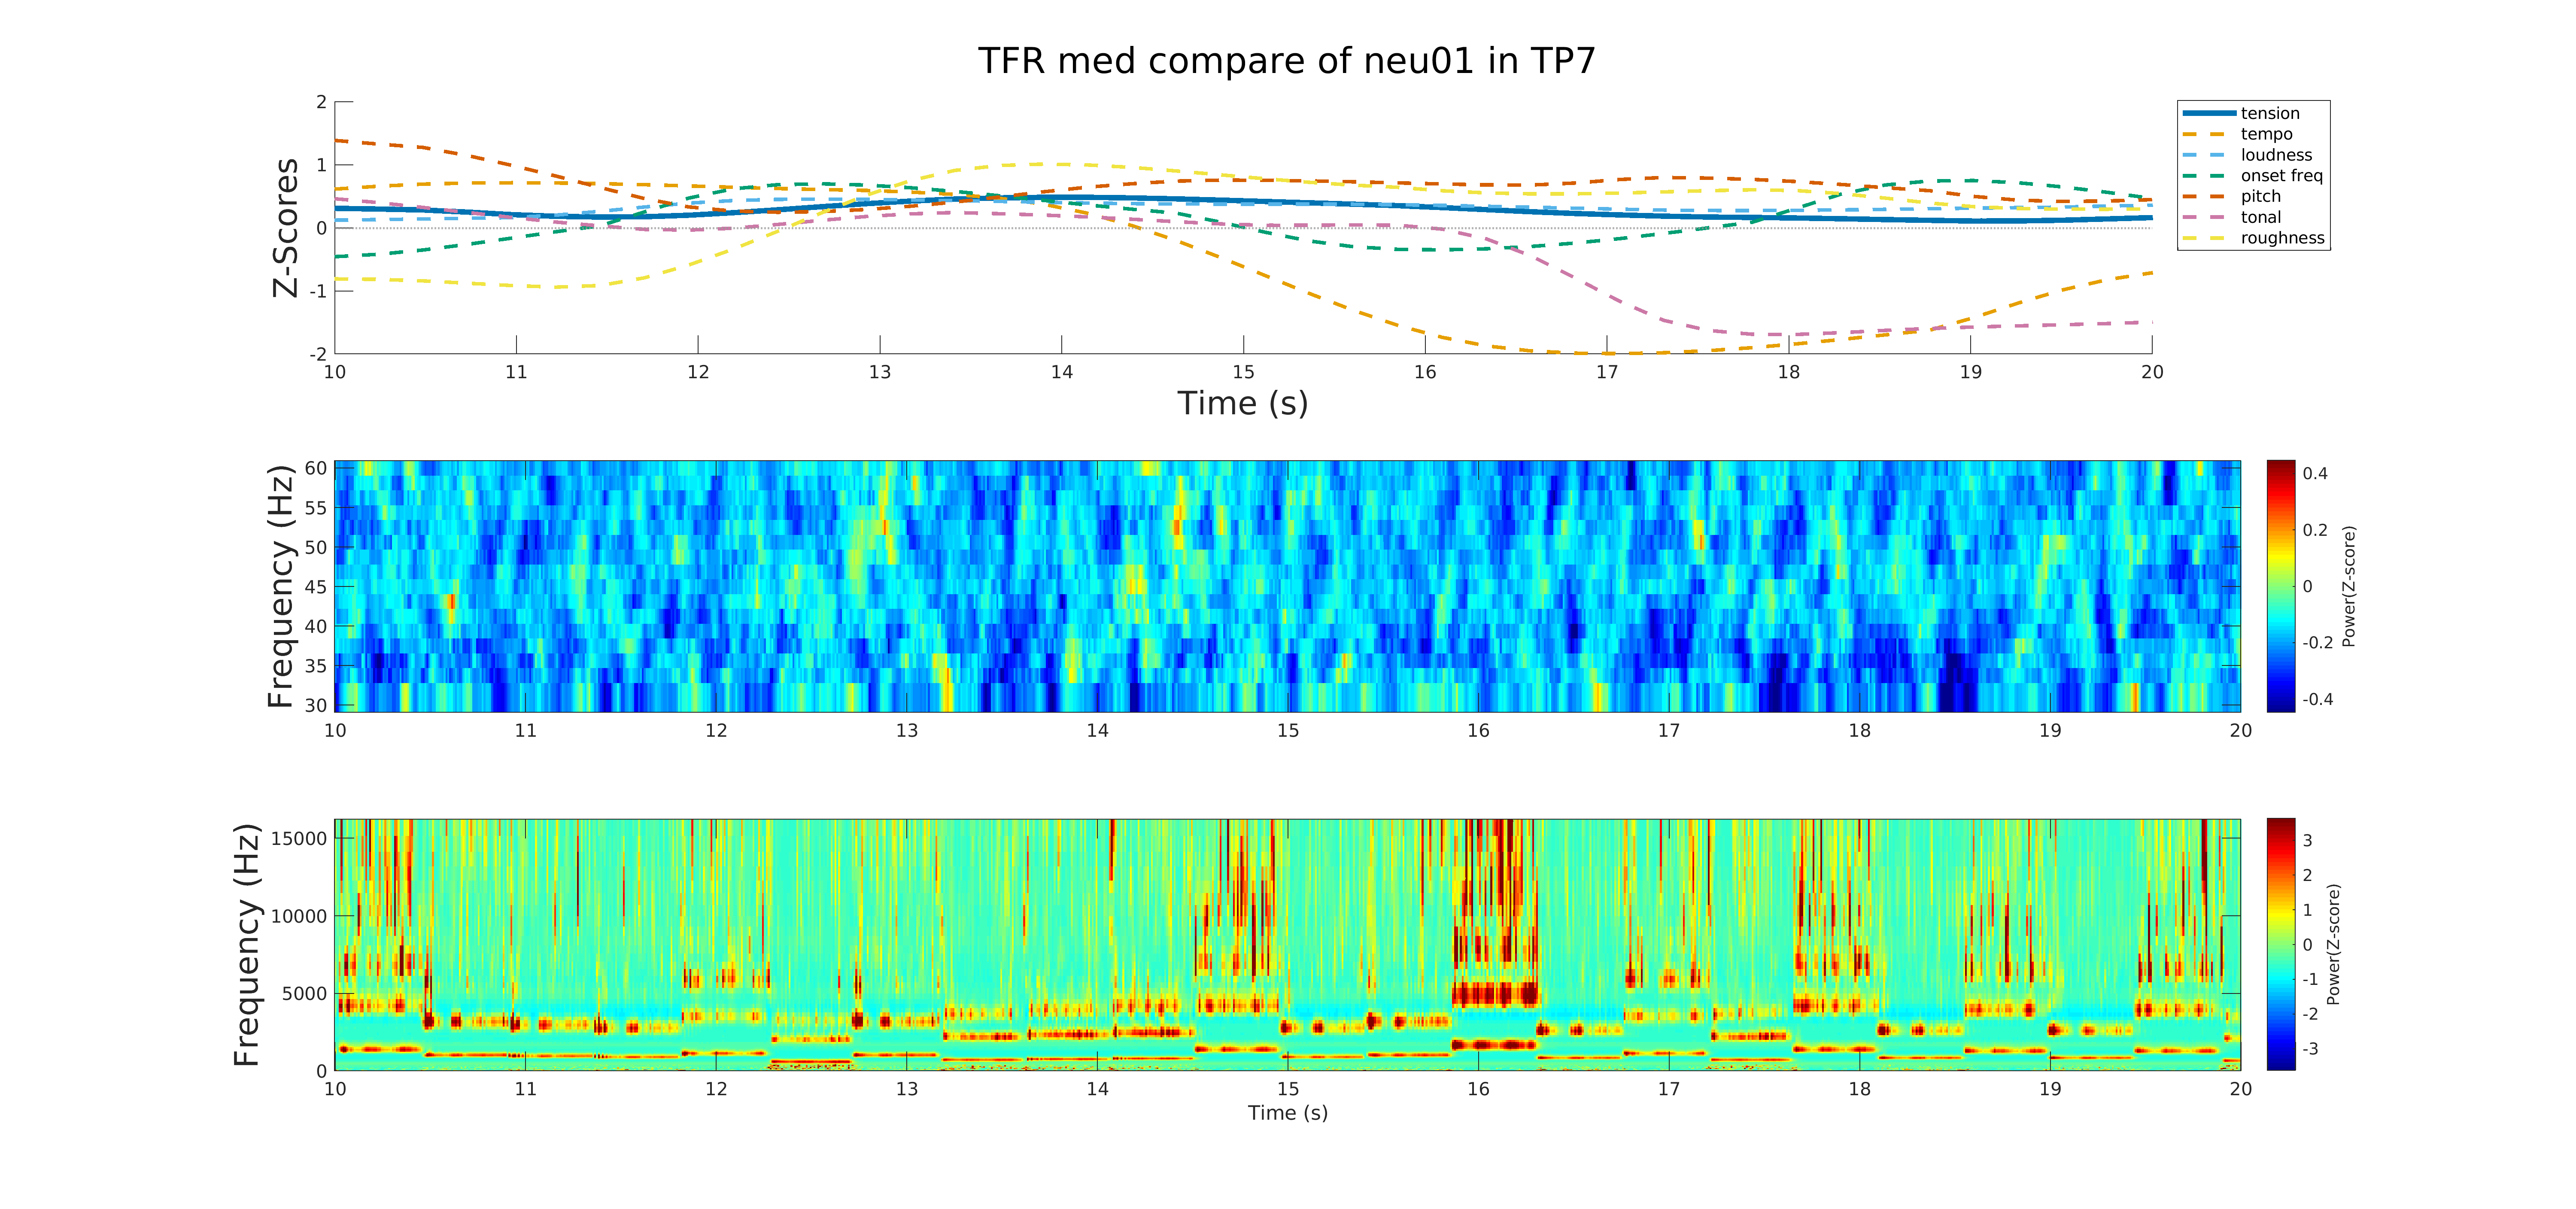 TFR med compare of neu01 in TP7
2
1
0
-1
-2
Z-Scores
10 11 12 13 14 15 16 17 18 19 20
Time (s)
tension
tempo
loudness
onset freq
pitch
tonal
roughness
60
55
50
45
40
35
30
Frequency (Hz)
10 11 12 13 14 15 16 17 18 19 20
0.4
0.2
0
-0.2
-0.4
Power(Z-score)
15000
10000
5000
0
Frequency (Hz)
10 11 12 13 14 15 16 17 18 19 20
Time (s)
3
2
1
0
-1
-2
-3
Power(Z-score)